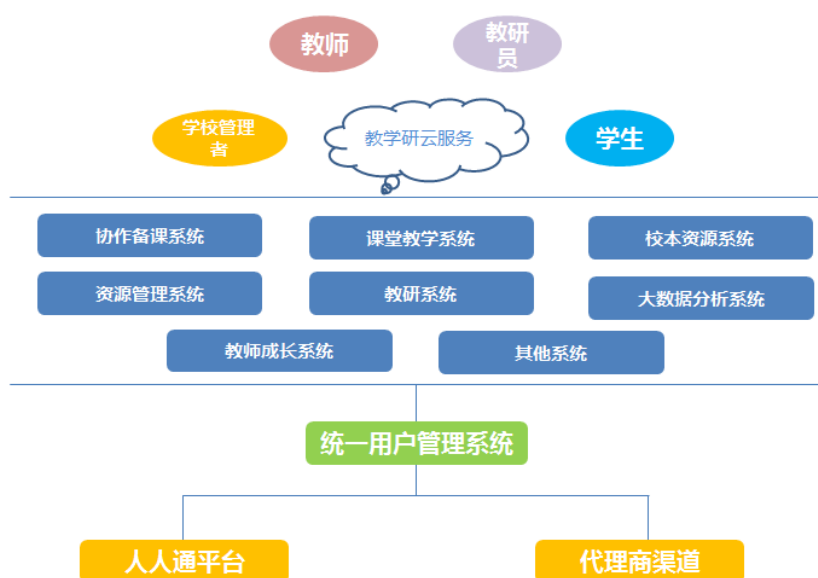 教师
教研
员
学校管理
者
教学研云服务
学生
协作备课系统
课堂教学系统
校本资源系统
资源管理系统
教研系统
大数据分析系统
教师成长系统
其他系统
统一用户管理系统
人人通平台
代理商渠道